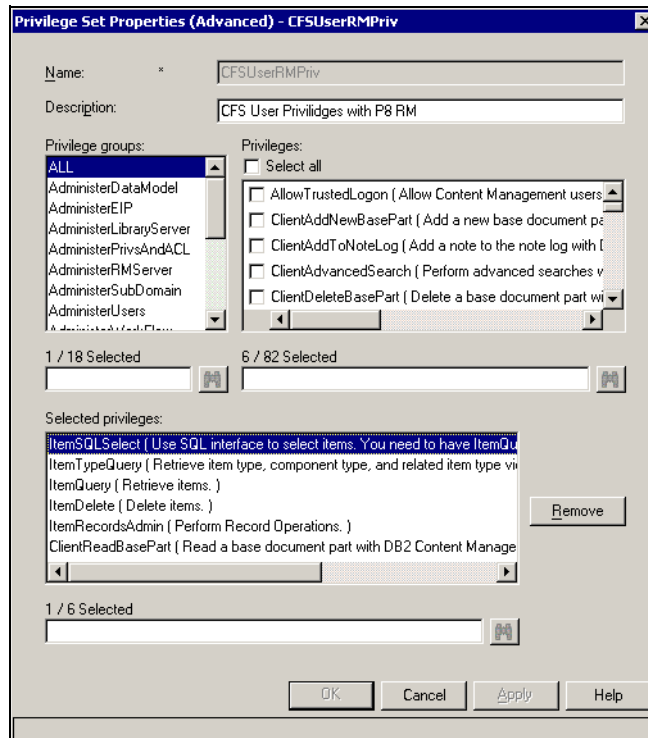 Privilege Set Properties (Advanced) - CFSUserRMPriv
Name: * CFSUserRMPriv
Description: CFS User Privilidges with P8 RM
Privilege groups:
ALL
AdministerDataModel
AdministerEIP
AdministerLibraryServer
AdministerPrivsAndACL
AdministerRMServer
AdministerSubDomain
AdministerUsers
AdministerWorkFlow
1 / 18 Selected
Privileges:
Select all
AllowTrustedLogon ( Allow Content Management users
ClientAddNewBasePart ( Add a new base document pa
ClientAddToNoteLog ( Add a note to the note log with D
ClientAdvancedSearch ( Perform advanced searches w
ClientDeleteBasePart ( Delete a base document part wi
6 / 82 Selected
Selected privileges:
ItemSQLSelect ( Use SQL interface to select items. You need to have ItemQu
ItemTypeQuery ( Retrieve item type, component type, and related item type vi
ItemQuery ( Retrieve items. )
ItemDelete ( Delete items. )
ItemRecordsAdmin ( Perform Record Operations. )
ClientReadBasePart ( Read a base document part with DB2 Content Manage
Remove
1 / 6 Selected
OK Cancel Apply Help